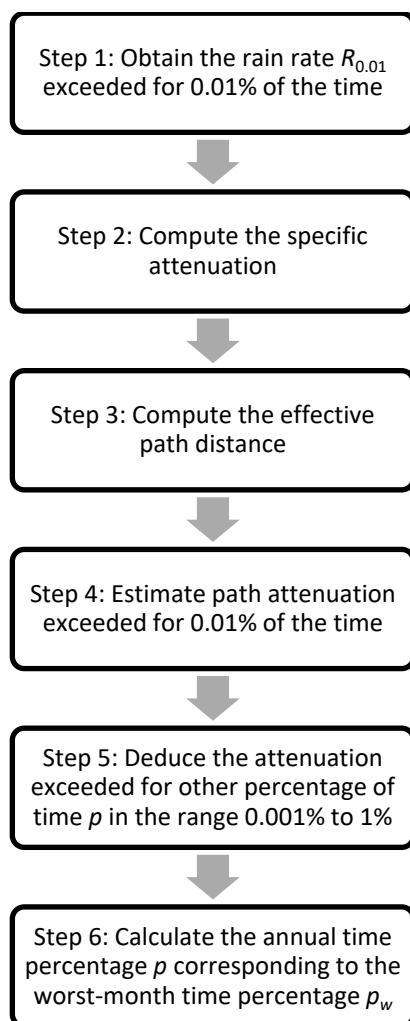 Step 1: Obtain the rain rate R0.01
exceeded for 0.01% of the time
Step 2: Compute the specific
attenuation
Step 3: Compute the effective
path distance
Step 4: Estimate path attenuation
exceeded for 0.01% of the time
Step 5: Deduce the attenuation
exceeded for other percentage of
time p in the range 0.001% to 1%
Step 6: Calculate the annual time
percentage p corresponding to the
worst-month time percentage pw